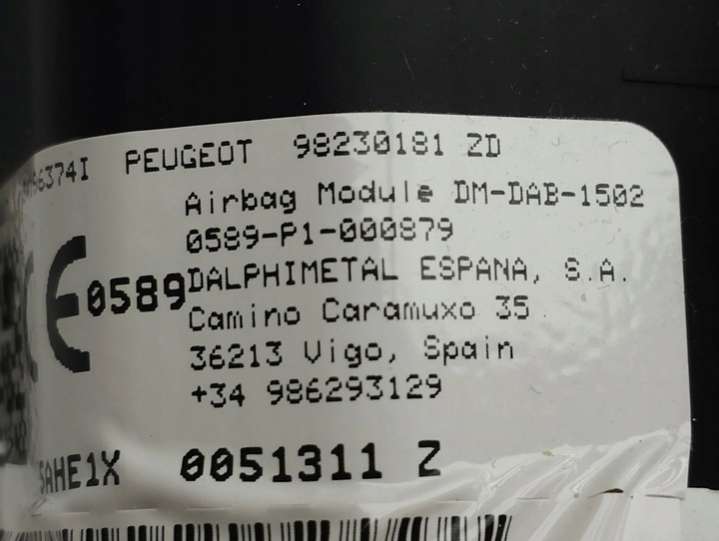 PEUGEOT 98230181 ZD
Airbag Module DM-DAB-1502
0589-P1-000879
CE 0589 DALPHIMETAL ESPANA, S.A.
Camino Caramuxo 35
36213 Vigo, Spain
+34 986293129
0051311 Z